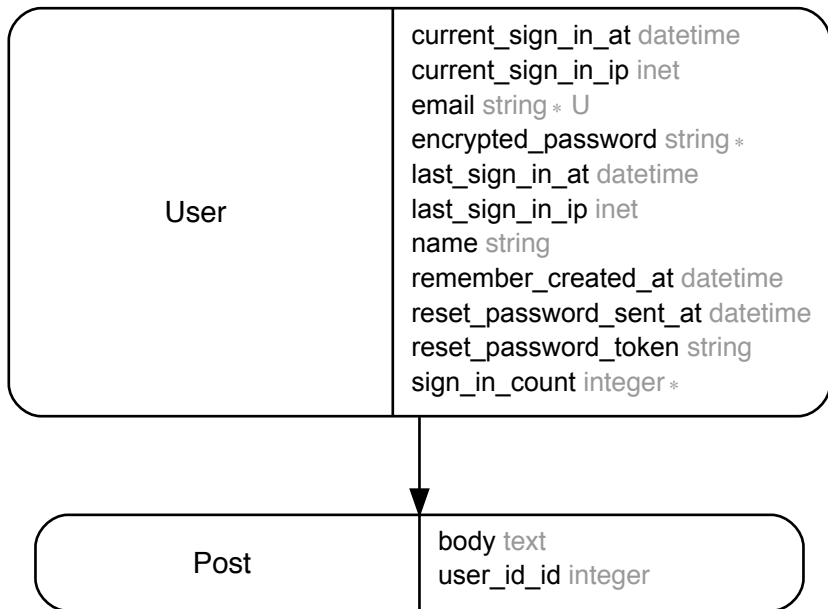 User
current_sign_in_at datetime
current_sign_in_ip inet
email string * U
encrypted_password string *
last_sign_in_at datetime
last_sign_in_ip inet
name string
remember_created_at datetime
reset_password_sent_at datetime
reset_password_token string
sign_in_count integer *
Post
body text
user_id_id integer